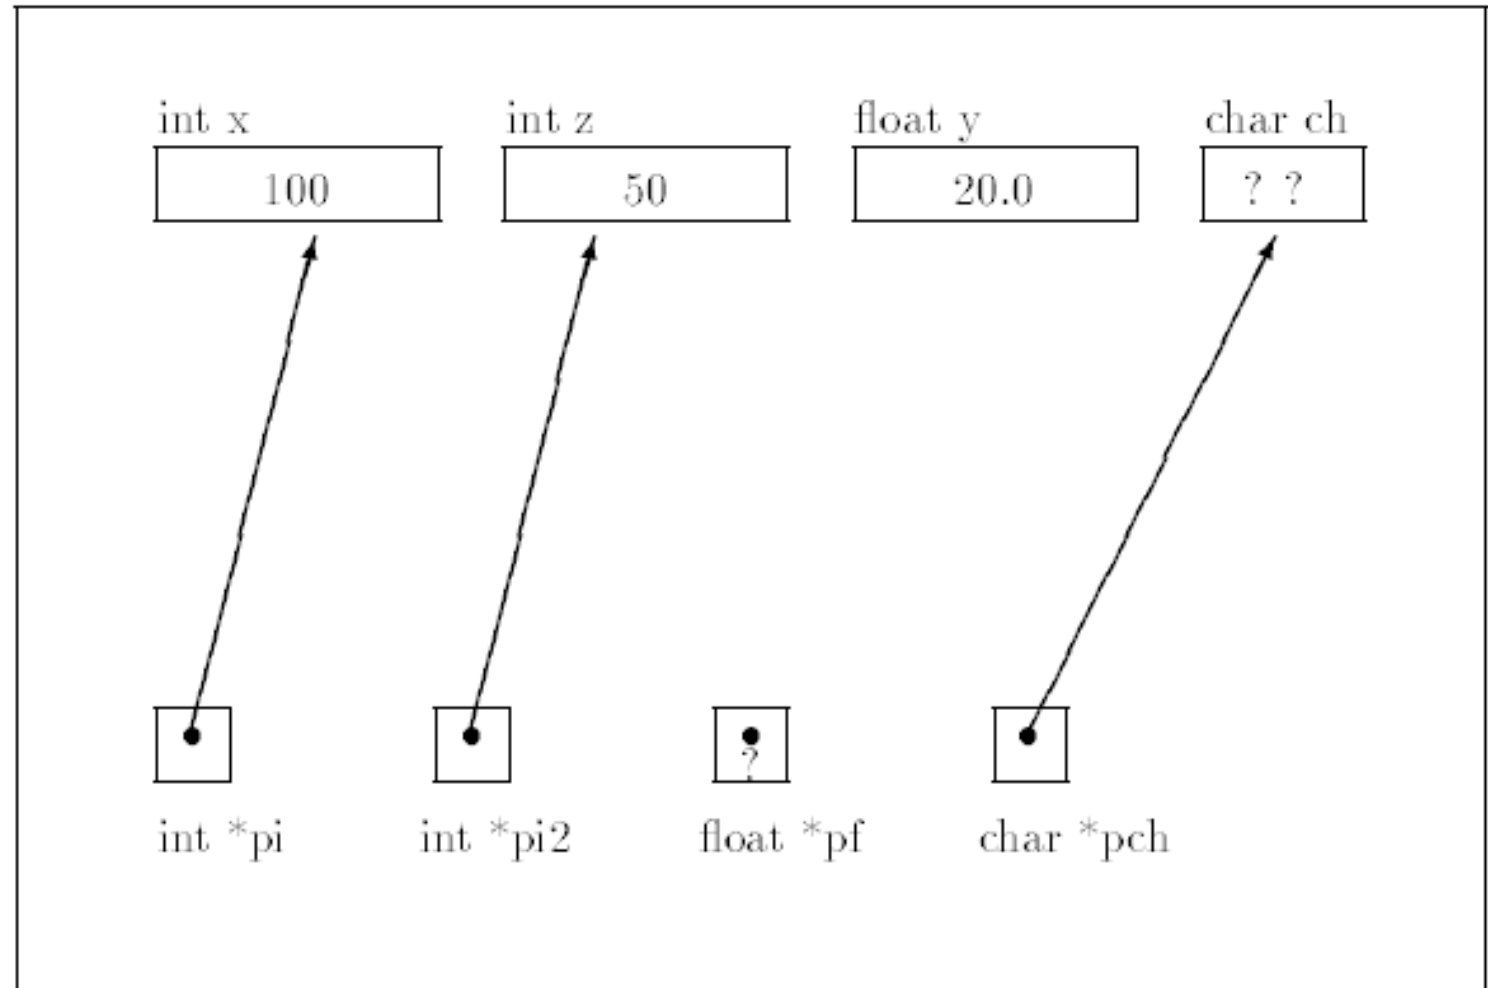 int x int z float y char ch
100 50 20.0 ? ?
?
int *pi int *pi2 float *pf char *pch